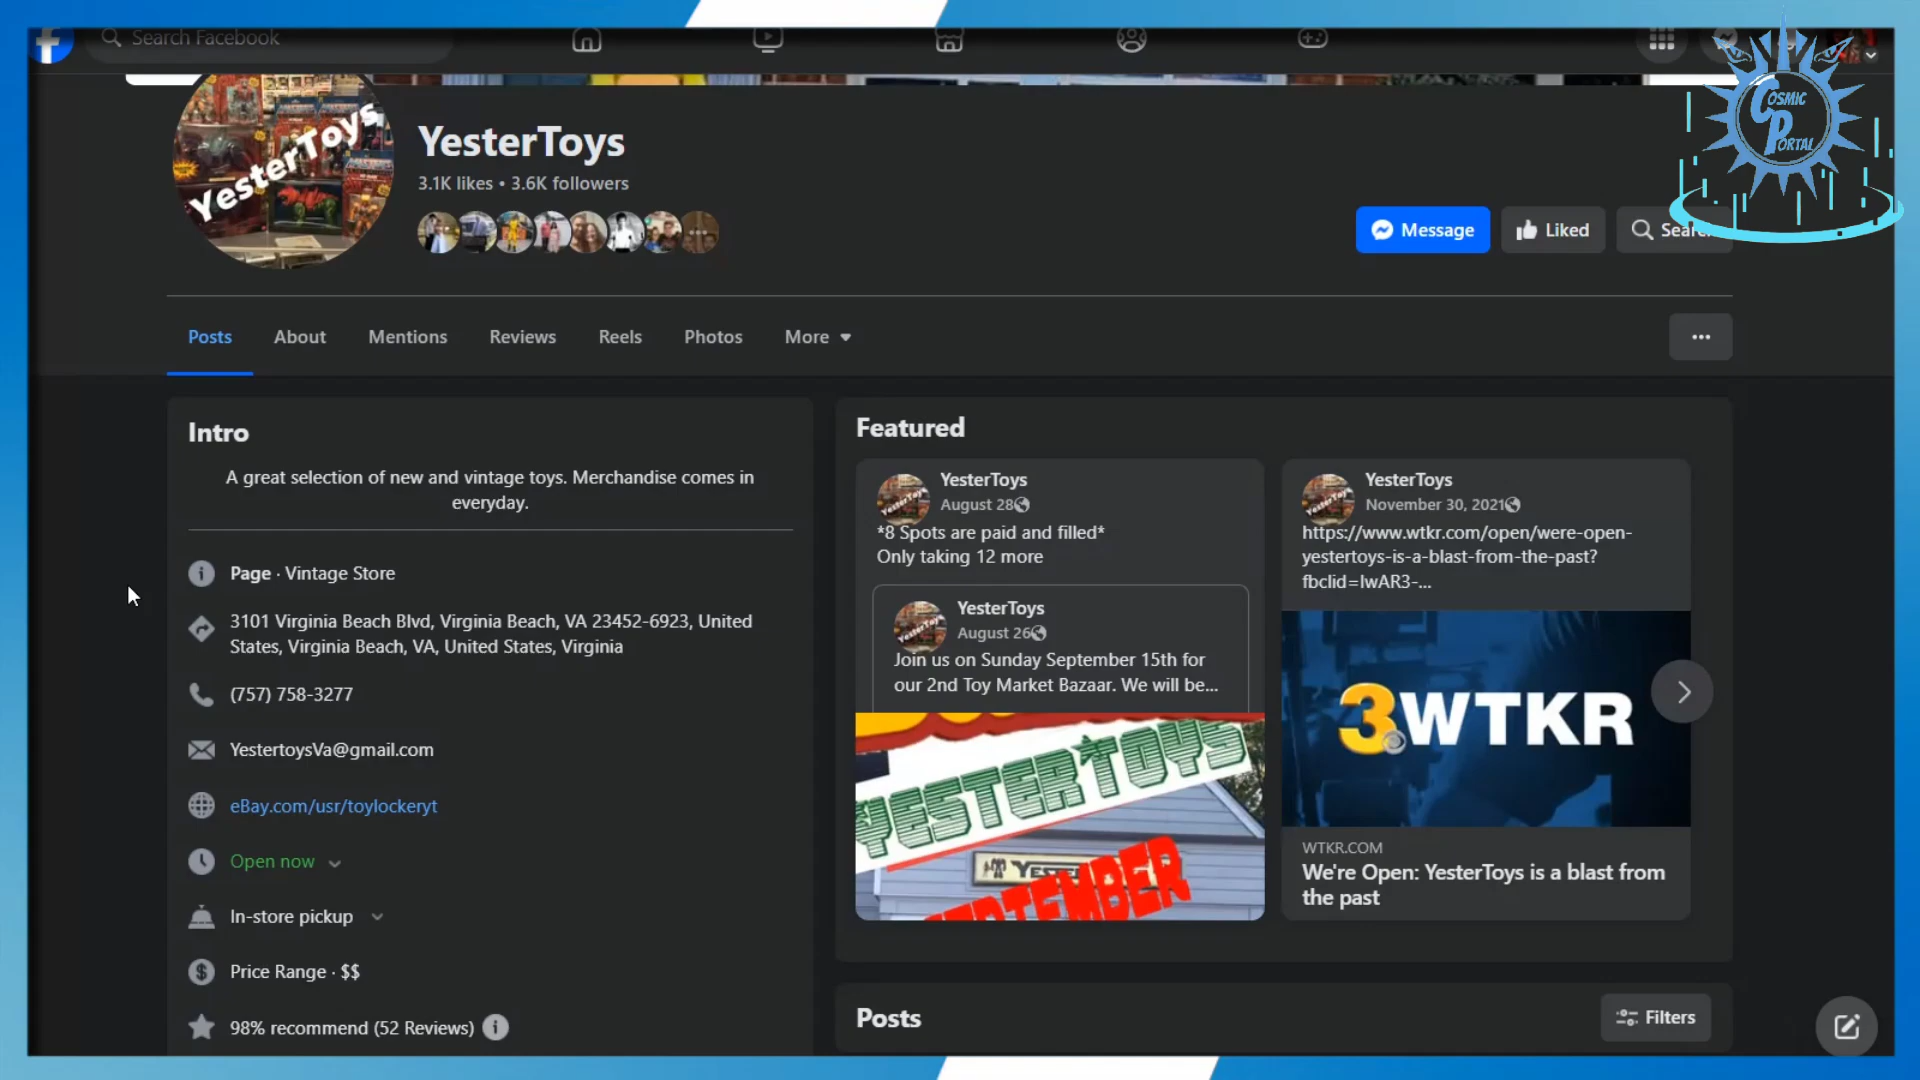 Search Facebook
COSMIC
PORTAL
YesterToys
YesterToys
3.1K likes • 3.6K followers
Message
Liked
Posts
About
Mentions
Reviews
Reels
Photos
More
Intro
A great selection of new and vintage toys. Merchandise comes in
everyday.
Page · Vintage Store
3101 Virginia Beach Blvd, Virginia Beach, VA 23452-6923, United
States, Virginia Beach, VA, United States, Virginia
(757) 758-3277
YestertoysVa@gmail.com
eBay.com/usr/toylockeryt
Open now
In-store pickup
Price Range · $$
98% recommend (52 Reviews)
Featured
YesterToys
August 28
*8 Spots are paid and filled*
Only taking 12 more
YesterToys
August 26
Join us on Sunday September 15th for
our 2nd Toy Market Bazaar. We will be...
YESTERTOYS
SEPTEMBER
YesterToys
November 30, 2021
https://www.wtkr.com/open/were-open-
yestertoys-is-a-blast-from-the-past?
fbclid=IwAR3-...
3WTKR
WTKR.COM
We're Open: YesterToys is a blast from
the past
Posts
Filters